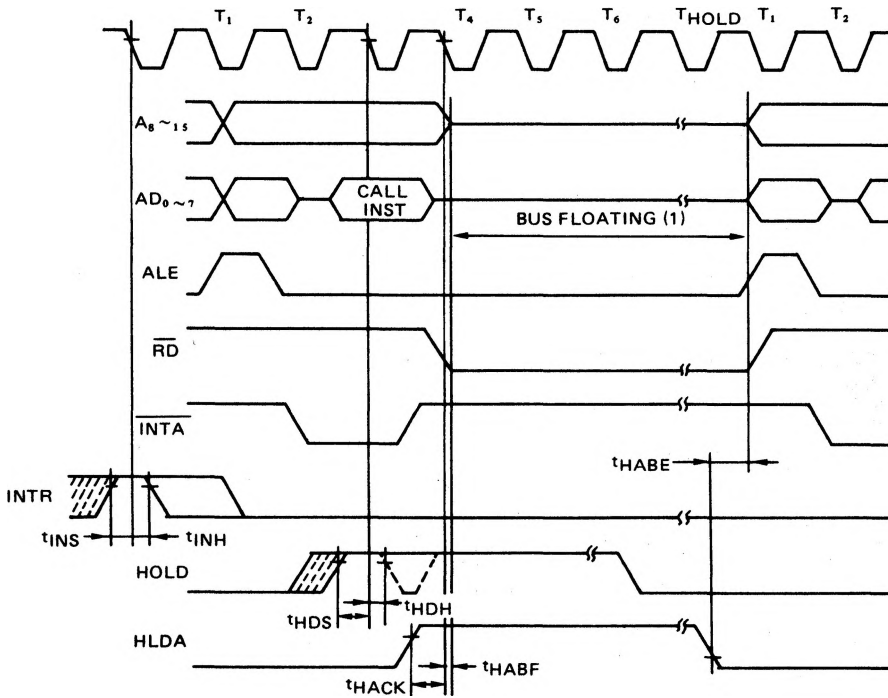 T₁ T₂ T₄ T₅ T₆ T_HOLD T₁ T₂
A₈~₁₅
AD₀~₇ CALL INST
BUS FLOATING (1)
ALE
RD
INTA
tHABE
INTR
tINS tINH
HOLD
tHDS tHDH
HLDA
tHACK tHABF